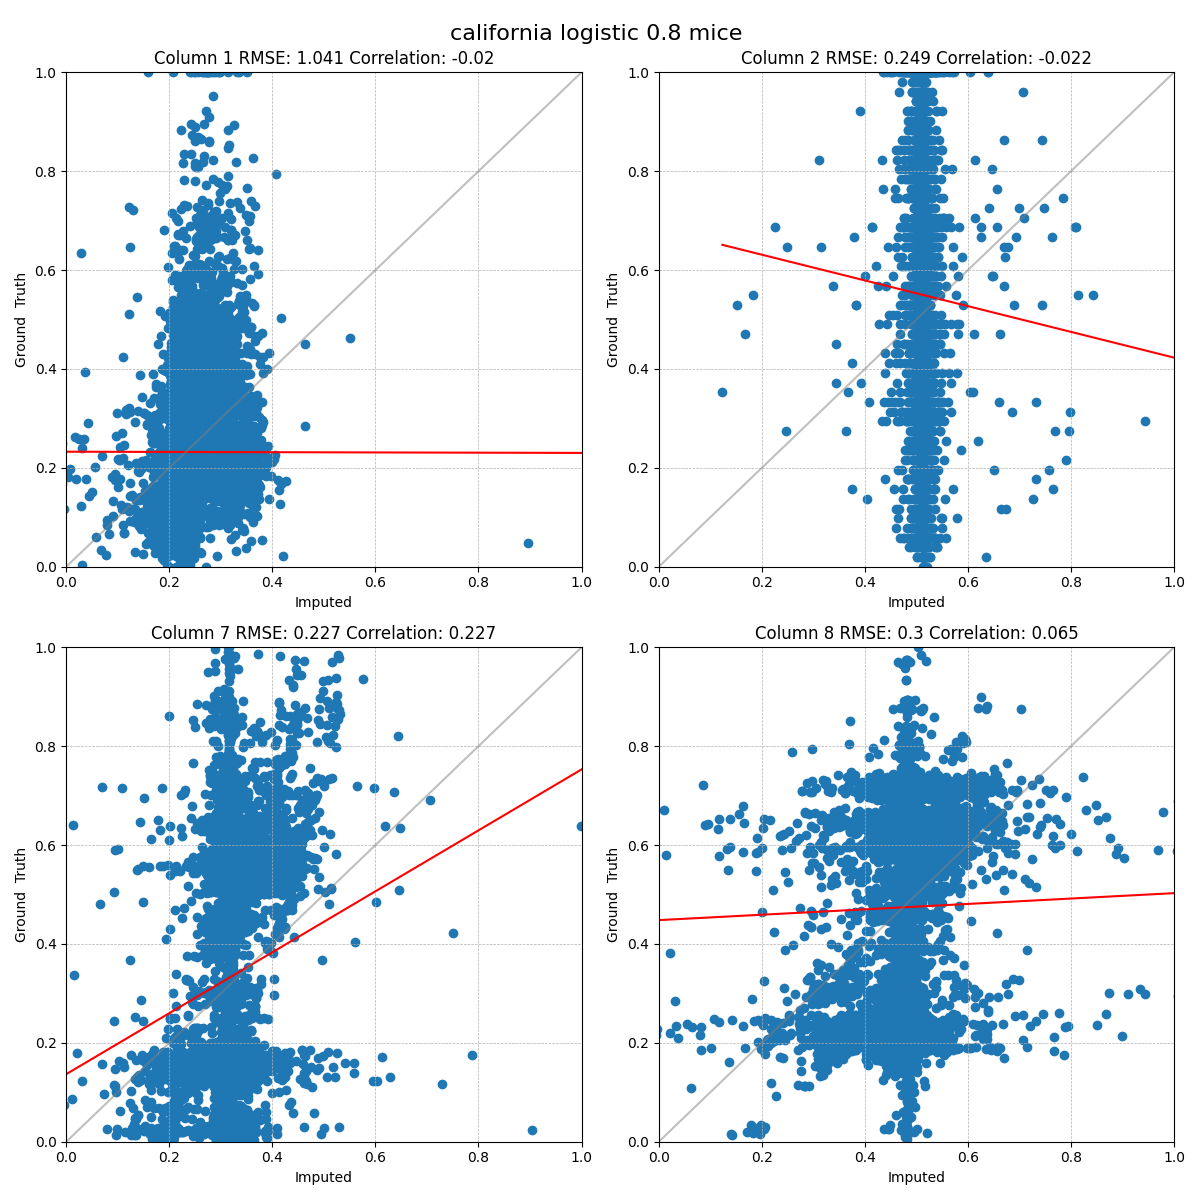 california logistic 0.8 mice
Column 1 RMSE: 1.041 Correlation: -0.02
1.0
0.8
0.6
0.4
0.2
0.0
Ground Truth
0.0 0.2 0.4 0.6 0.8 1.0
Imputed
Column 2 RMSE: 0.249 Correlation: -0.022
1.0
0.8
0.6
0.4
0.2
0.0
Ground Truth
0.0 0.2 0.4 0.6 0.8 1.0
Imputed
Column 7 RMSE: 0.227 Correlation: 0.227
1.0
0.8
0.6
0.4
0.2
0.0
Ground Truth
0.0 0.2 0.4 0.6 0.8 1.0
Imputed
Column 8 RMSE: 0.3 Correlation: 0.065
1.0
0.8
0.6
0.4
0.2
0.0
Ground Truth
0.0 0.2 0.4 0.6 0.8 1.0
Imputed